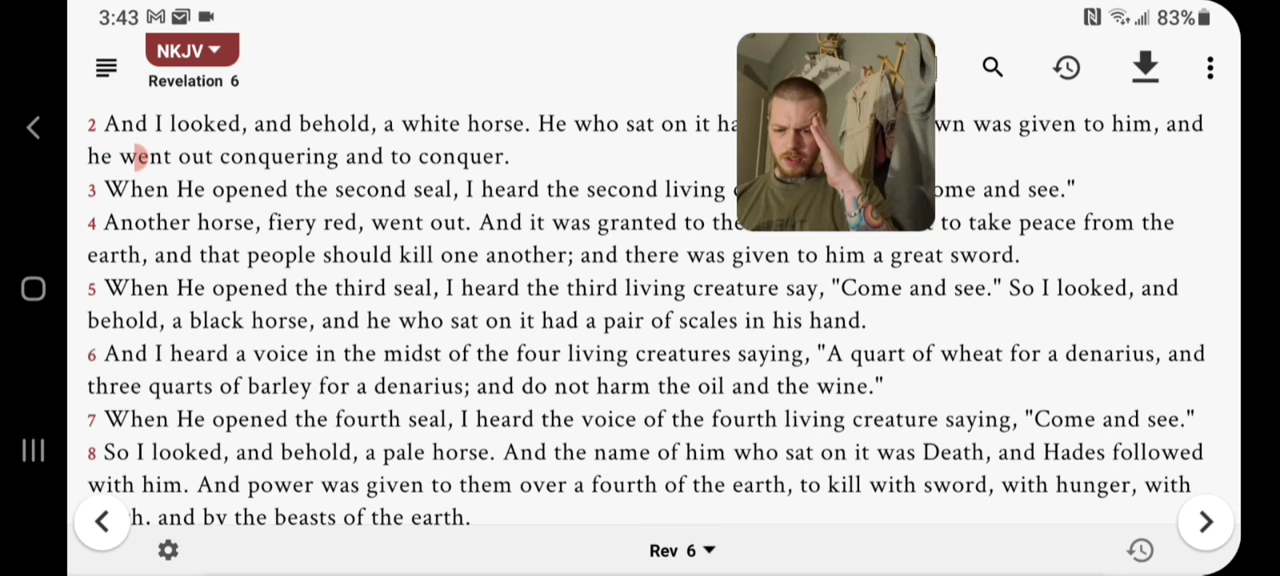 3:43 83%
NKJV
Revelation 6
2 And I looked, and behold, a white horse. He who sat on it wn was given to him, and
he went out conquering and to conquer.
3 When He opened the second seal, I heard the second living ome and see."
4 Another horse, fiery red, went out. And it was granted to the to take peace from the
earth, and that people should kill one another; and there was given to him a great sword.
5 When He opened the third seal, I heard the third living creature say, "Come and see." So I looked, and
behold, a black horse, and he who sat on it had a pair of scales in his hand.
6 And I heard a voice in the midst of the four living creatures saying, "A quart of wheat for a denarius, and
three quarts of barley for a denarius; and do not harm the oil and the wine."
7 When He opened the fourth seal, I heard the voice of the fourth living creature saying, "Come and see."
8 So I looked, and behold, a pale horse. And the name of him who sat on it was Death, and Hades followed
with him. And power was given to them over a fourth of the earth, to kill with sword, with hunger, with
h, and by the beasts of the earth.
Rev 6